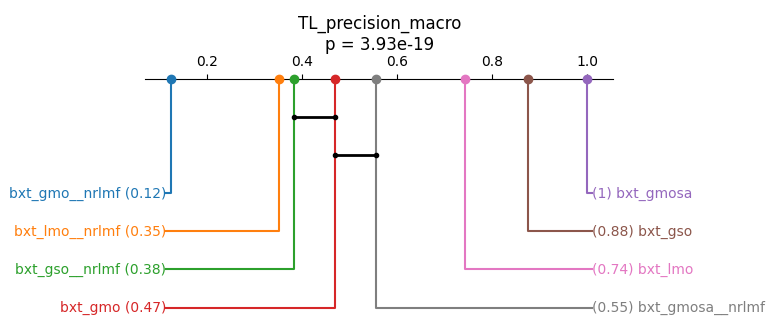 TL_precision_macro
p = 3.93e-19
0.2 0.4 0.6 0.8 1.0
bxt_gmo__nrlmf (0.12) (1) bxt_gmosa
bxt_lmo__nrlmf (0.35) (0.88) bxt_gso
bxt_gso__nrlmf (0.38) (0.74) bxt_lmo
bxt_gmo (0.47) (0.55) bxt_gmosa__nrlmf